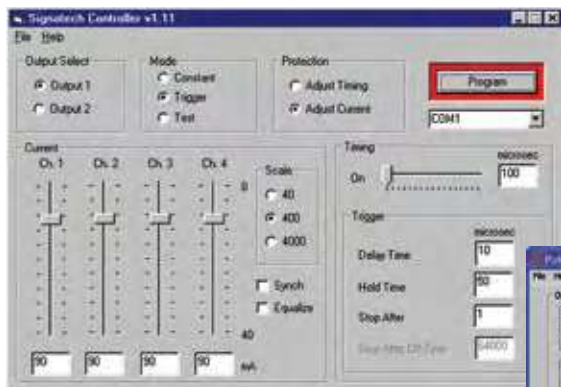 Signatech Controller v1.11
File Help
Output Select
Output 1
Output 2
Mode
Constant
Trigger
Test
Protection
Adjust Timing
Adjust Current
Program
COM1
Current
Ch. 1 Ch. 2 Ch. 3 Ch. 4
0
40
90 90 90 90 mA
Scale
40
400
4000
Synch
Equalize
Timing
microsec
On 100
Trigger
microsec
Delay Time 10
Hold Time 50
Stop After 1
64000